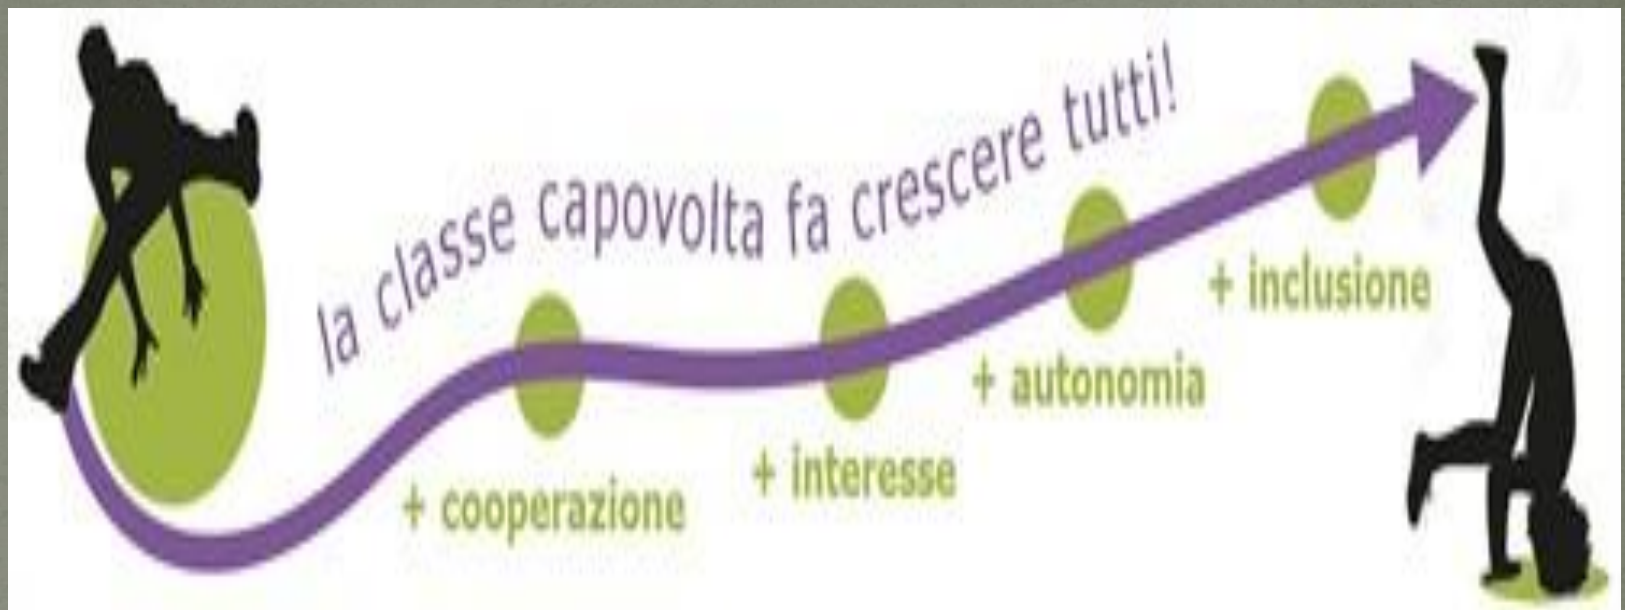 la classe capovolta fa crescere tutti!
+ cooperazione
+ interesse
+ autonomia
+ inclusione